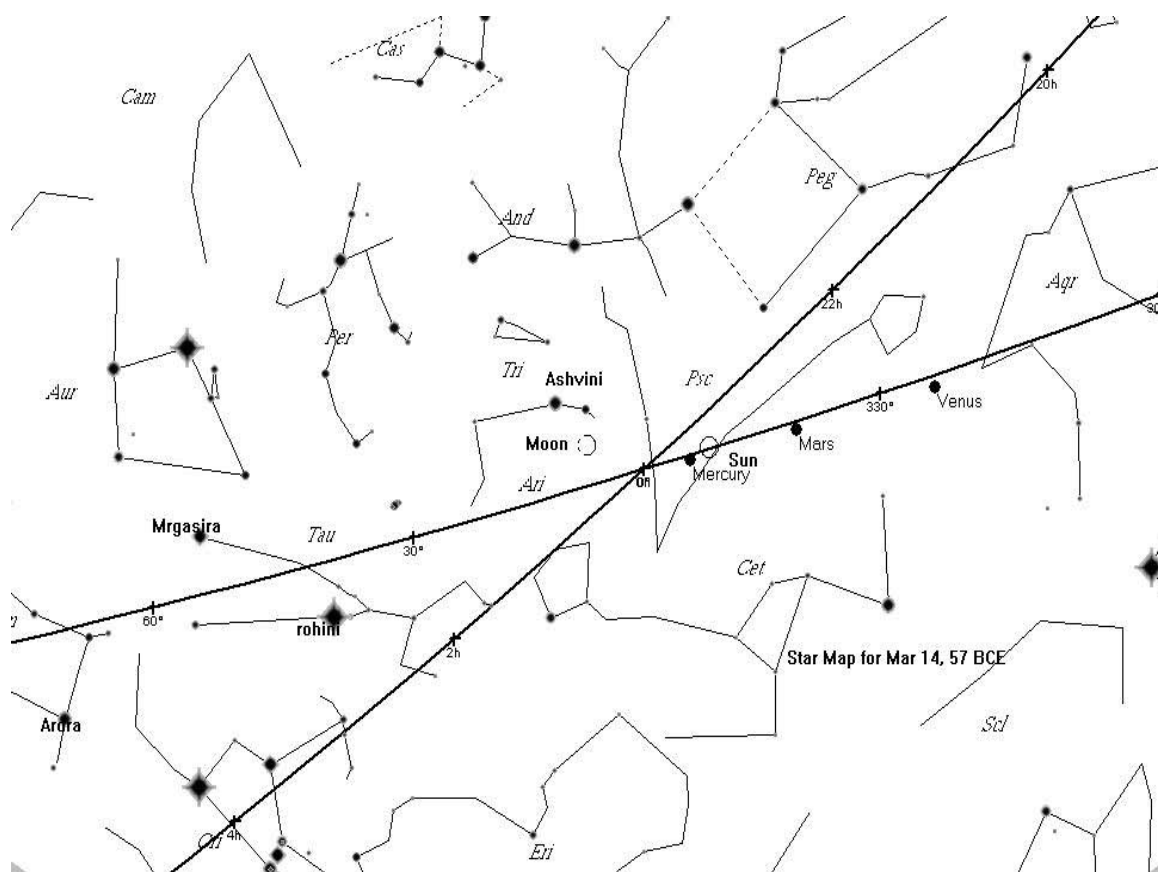 Cas
20h
Cam
Peg
And
Aqr
22h
30
Per
Tri
Psc
Ashvini
Aur
330°
Venus
Moon
Sun
Mars
Mercury
0h
Ari
Mrgasira
Tau
30°
Cet
60°
rohini
2h
Star Map for Mar 14, 57 BCE
Ardra
Scl
Ori
4h
Eri